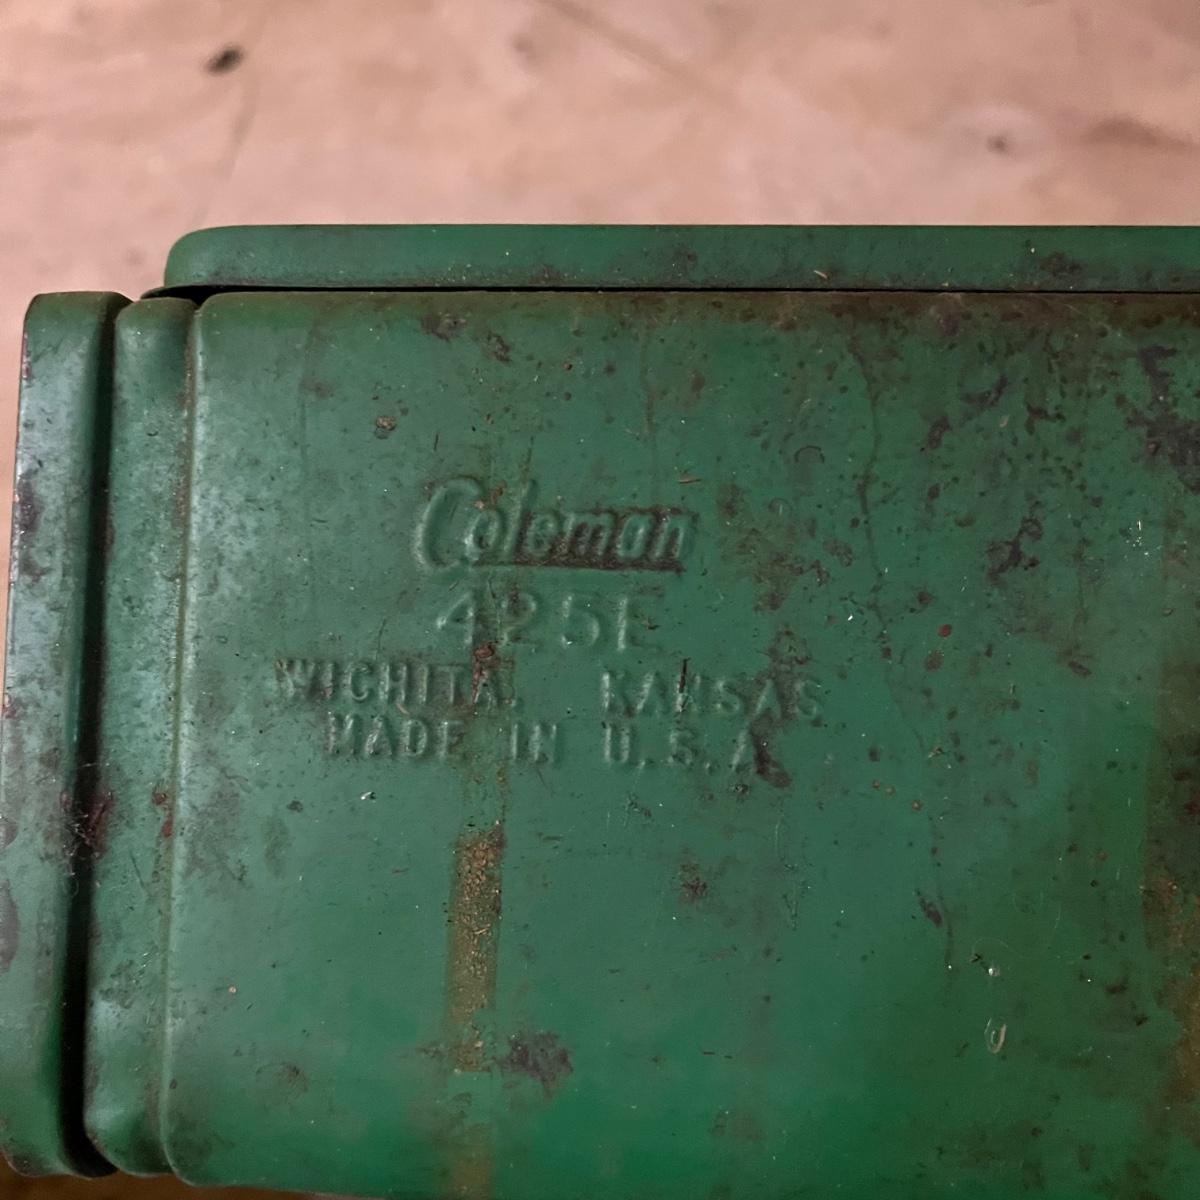 Coleman
425E
WICHITA, KANSAS
MADE IN U.S.A